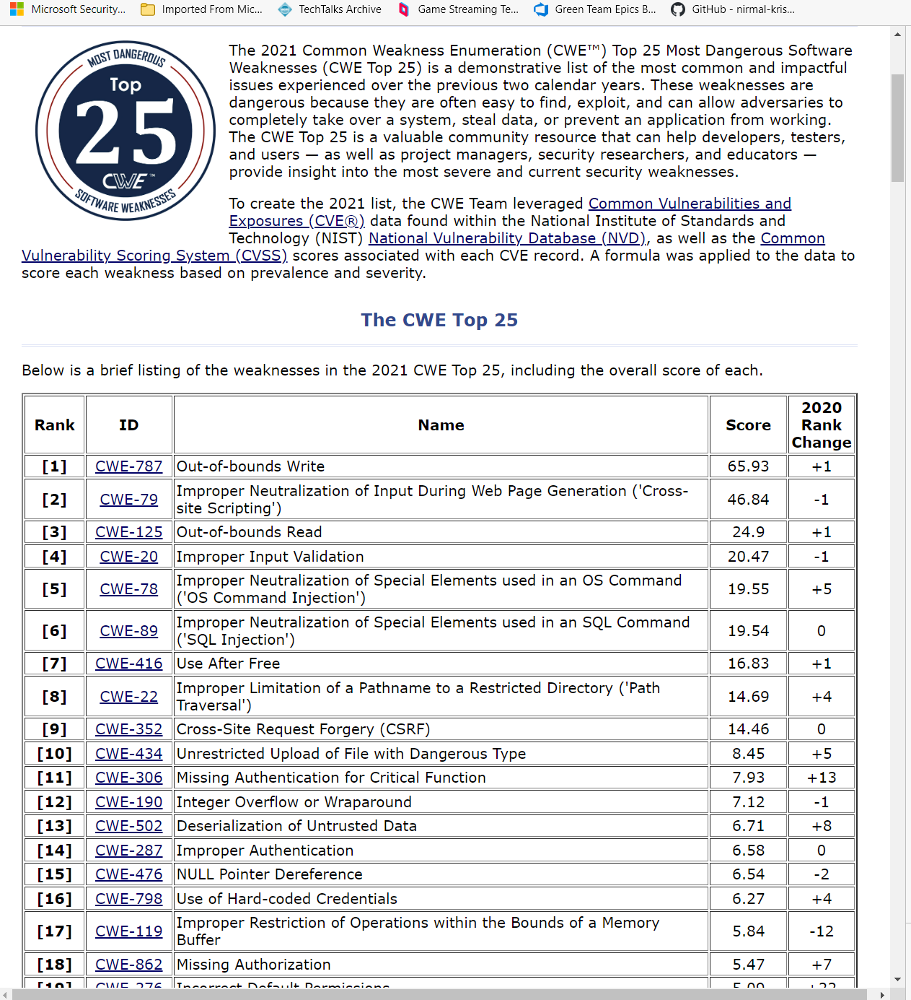 Microsoft Security...
Imported From Mic...
TechTalks Archive
Game Streaming Te...
Green Team Epics B...
GitHub - nirmal-kris...
MOST DANGEROUS
Top
25
CWE™
SOFTWARE WEAKNESSES
The 2021 Common Weakness Enumeration (CWE™) Top 25 Most Dangerous Software
Weaknesses (CWE Top 25) is a demonstrative list of the most common and impactful
issues experienced over the previous two calendar years. These weaknesses are
dangerous because they are often easy to find, exploit, and can allow adversaries to
completely take over a system, steal data, or prevent an application from working.
The CWE Top 25 is a valuable community resource that can help developers, testers,
and users — as well as project managers, security researchers, and educators —
provide insight into the most severe and current security weaknesses.
To create the 2021 list, the CWE Team leveraged Common Vulnerabilities and
Exposures (CVE®) data found within the National Institute of Standards and
Technology (NIST) National Vulnerability Database (NVD), as well as the Common
Vulnerability Scoring System (CVSS) scores associated with each CVE record. A formula was applied to the data to
score each weakness based on prevalence and severity.
The CWE Top 25
Below is a brief listing of the weaknesses in the 2021 CWE Top 25, including the overall score of each.
Rank ID Name Score 2020 Rank Change
[1] CWE-787 Out-of-bounds Write 65.93 +1
[2] CWE-79 Improper Neutralization of Input During Web Page Generation ('Cross-
site Scripting') 46.84 -1
[3] CWE-125 Out-of-bounds Read 24.9 +1
[4] CWE-20 Improper Input Validation 20.47 -1
[5] CWE-78 Improper Neutralization of Special Elements used in an OS Command
('OS Command Injection') 19.55 +5
[6] CWE-89 Improper Neutralization of Special Elements used in an SQL Command
('SQL Injection') 19.54 0
[7] CWE-416 Use After Free 16.83 +1
[8] CWE-22 Improper Limitation of a Pathname to a Restricted Directory ('Path
Traversal') 14.69 +4
[9] CWE-352 Cross-Site Request Forgery (CSRF) 14.46 0
[10] CWE-434 Unrestricted Upload of File with Dangerous Type 8.45 +5
[11] CWE-306 Missing Authentication for Critical Function 7.93 +13
[12] CWE-190 Integer Overflow or Wraparound 7.12 -1
[13] CWE-502 Deserialization of Untrusted Data 6.71 +8
[14] CWE-287 Improper Authentication 6.58 0
[15] CWE-476 NULL Pointer Dereference 6.54 -2
[16] CWE-798 Use of Hard-coded Credentials 6.27 +4
[17] CWE-119 Improper Restriction of Operations within the Bounds of a Memory
Buffer 5.84 -12
[18] CWE-862 Missing Authorization 5.47 +7
[19] CWE-276 Incorrect Default Permissions 5.09 +22